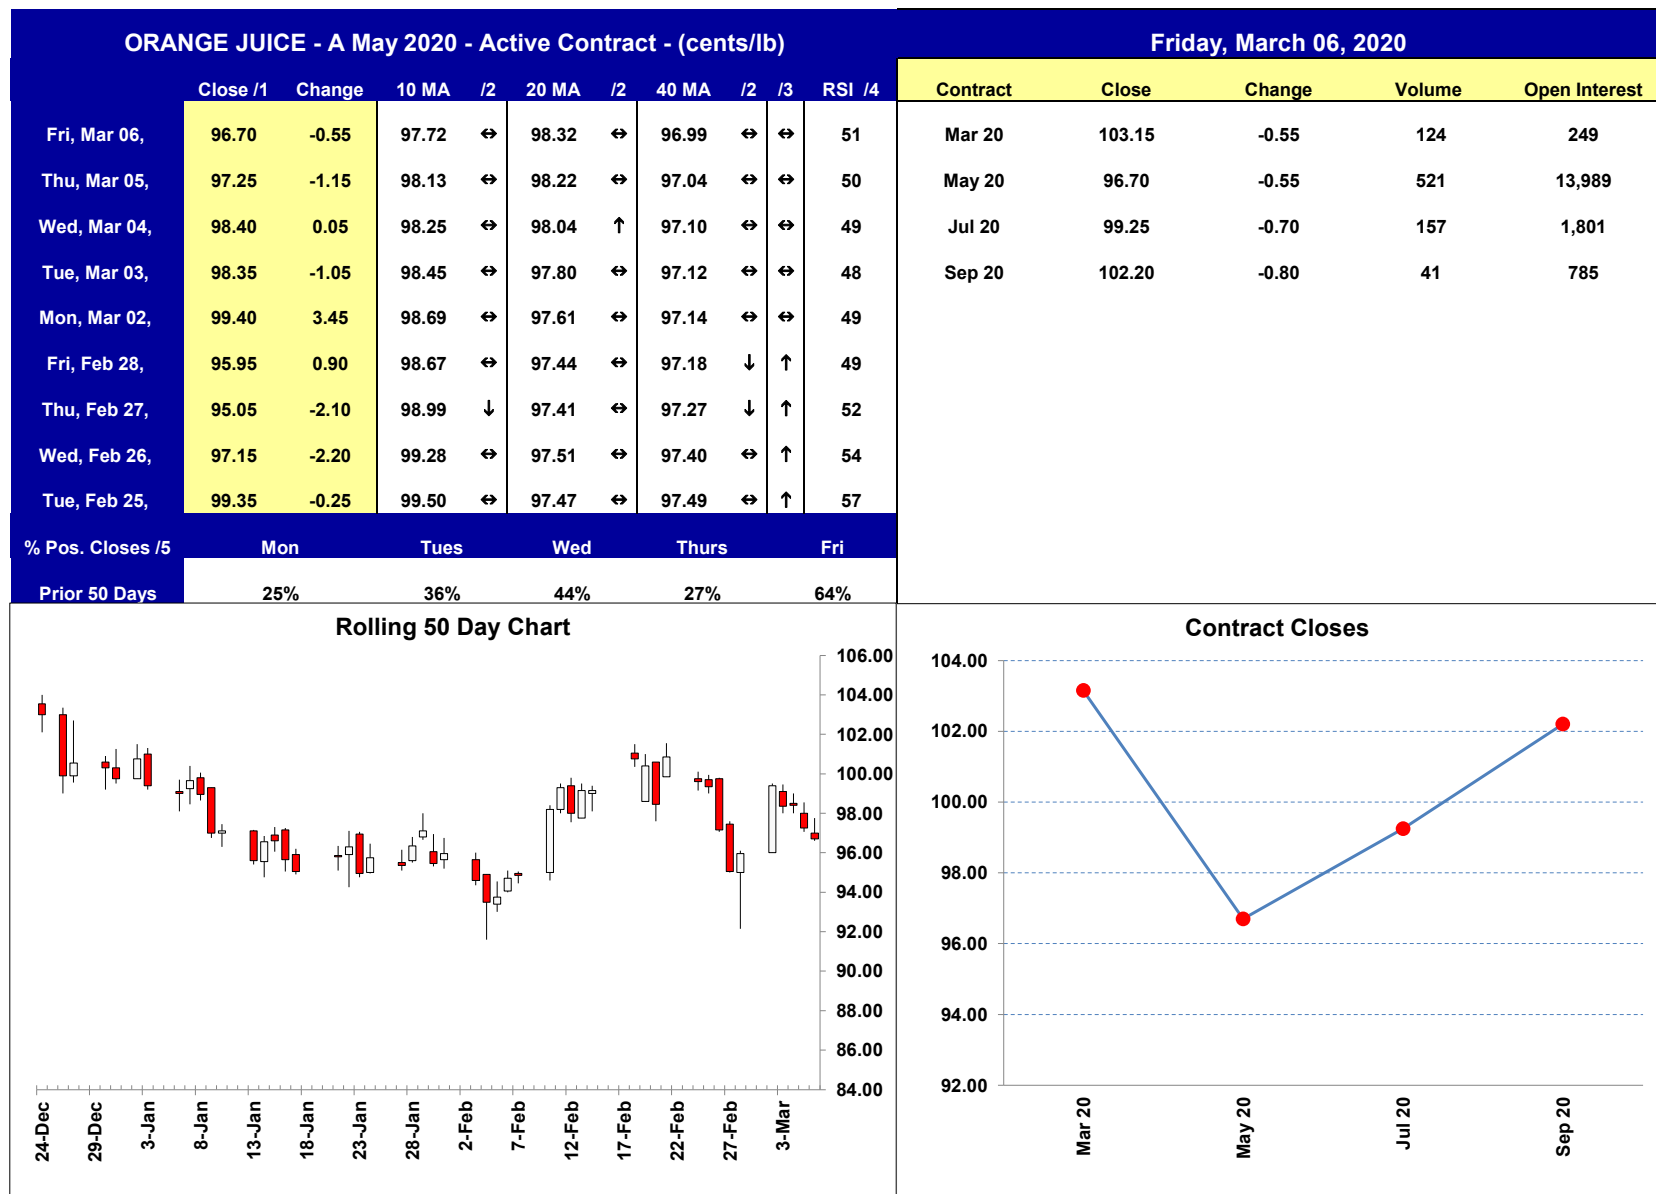 ORANGE JUICE - A May 2020 - Active Contract - (cents/lb)
Close /1 Change 10 MA /2 20 MA /2 40 MA /2 /3 RSI /4
Fri, Mar 06, 96.70 -0.55 97.72 ⇔ 98.32 ⇔ 96.99 ⇔ ⇔ 51
Thu, Mar 05, 97.25 -1.15 98.13 ⇔ 98.22 ⇔ 97.04 ⇔ ⇔ 50
Wed, Mar 04, 98.40 0.05 98.25 ⇔ 98.04 ↑ 97.10 ⇔ ⇔ 49
Tue, Mar 03, 98.35 -1.05 98.45 ⇔ 97.80 ⇔ 97.12 ⇔ ⇔ 48
Mon, Mar 02, 99.40 3.45 98.69 ⇔ 97.61 ⇔ 97.14 ⇔ ⇔ 49
Fri, Feb 28, 95.95 0.90 98.67 ⇔ 97.44 ⇔ 97.18 ↓ ↑ 49
Thu, Feb 27, 95.05 -2.10 98.99 ↓ 97.41 ⇔ 97.27 ↓ ↑ 52
Wed, Feb 26, 97.15 -2.20 99.28 ⇔ 97.51 ⇔ 97.40 ⇔ ↑ 54
Tue, Feb 25, 99.35 -0.25 99.50 ⇔ 97.47 ⇔ 97.49 ⇔ ↑ 57
% Pos. Closes /5 Mon Tues Wed Thurs Fri
Prior 50 Days 25% 36% 44% 27% 64%
Friday, March 06, 2020
Contract Close Change Volume Open Interest
Mar 20 103.15 -0.55 124 249
May 20 96.70 -0.55 521 13,989
Jul 20 99.25 -0.70 157 1,801
Sep 20 102.20 -0.80 41 785
Rolling 50 Day Chart
106.00
104.00
102.00
100.00
98.00
96.00
94.00
92.00
90.00
88.00
86.00
84.00
24-Dec 29-Dec 3-Jan 8-Jan 13-Jan 18-Jan 23-Jan 28-Jan 2-Feb 7-Feb 12-Feb 17-Feb 22-Feb 27-Feb 3-Mar
Contract Closes
104.00
102.00
100.00
98.00
96.00
94.00
92.00
Mar 20 May 20 Jul 20 Sep 20